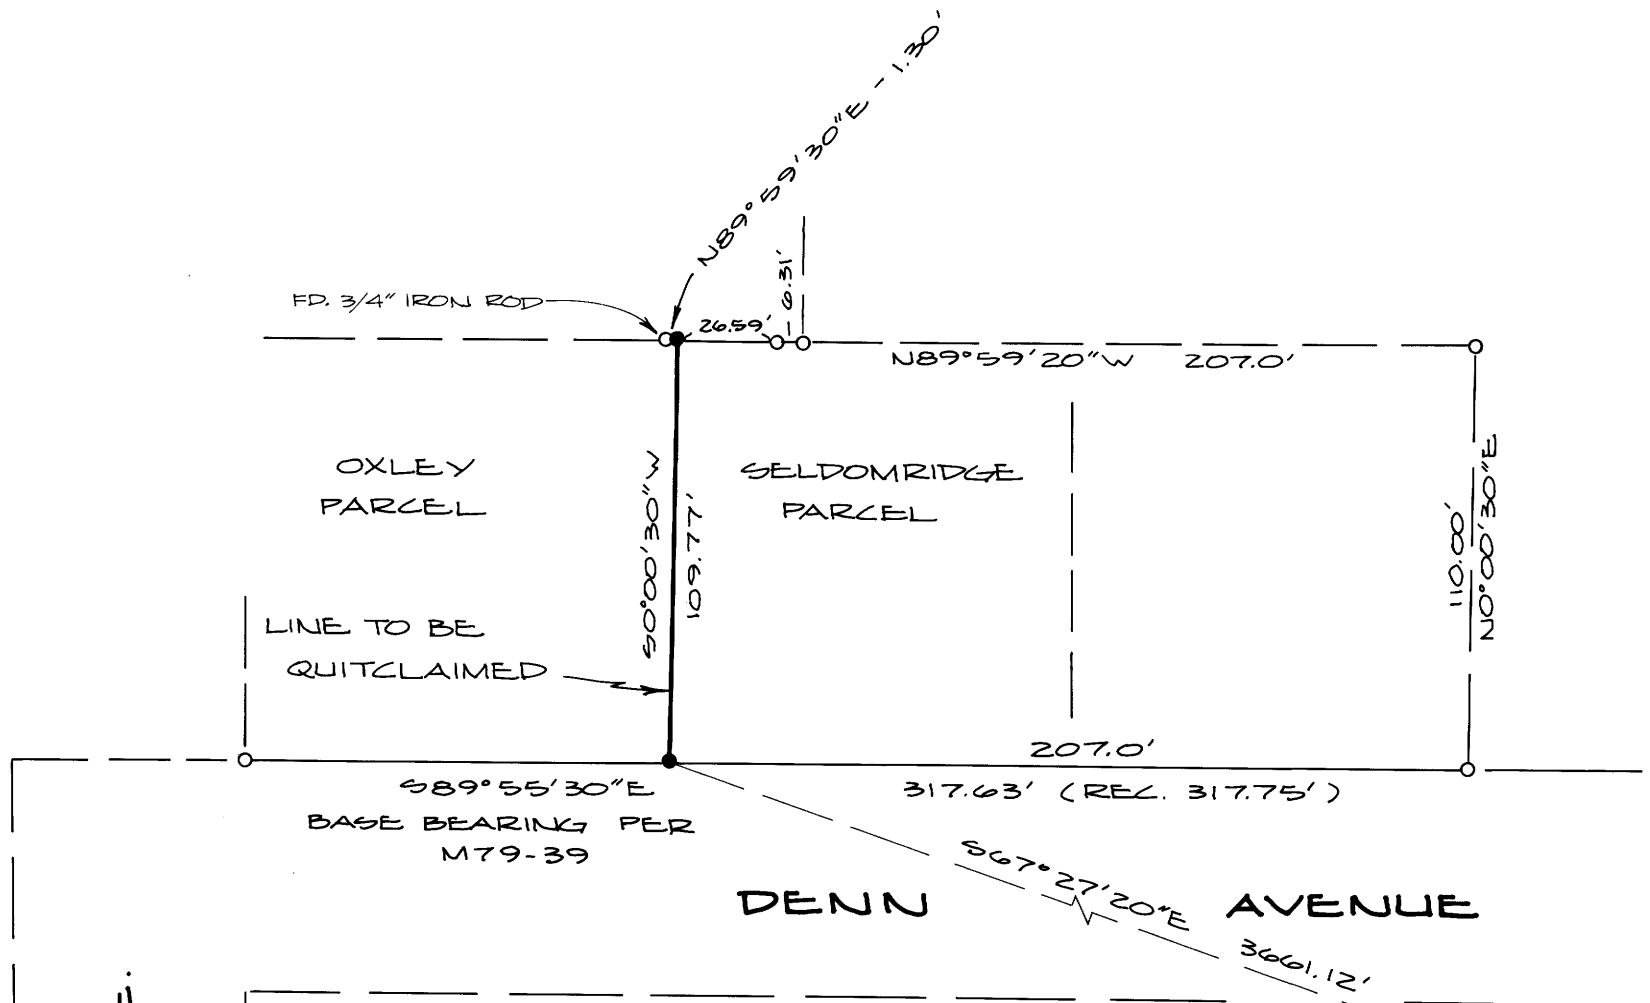 N89°59'30"E - 1.30'
FD. 3/4" IRON ROD
26.59'
6.31'
N89°59'20"W 207.0'
OXLEY
PARCEL
SELDOMRIDGE
PARCEL
S0°00'30"W
109.77'
110.00'
N0°00'30"E
LINE TO BE
QUITCLAIMED
207.0'
S89°55'30"E
317.63' (REC. 317.75')
BASE BEARING PER
M79-39
S67°27'20"E
3661.12'
DENN AVENUE